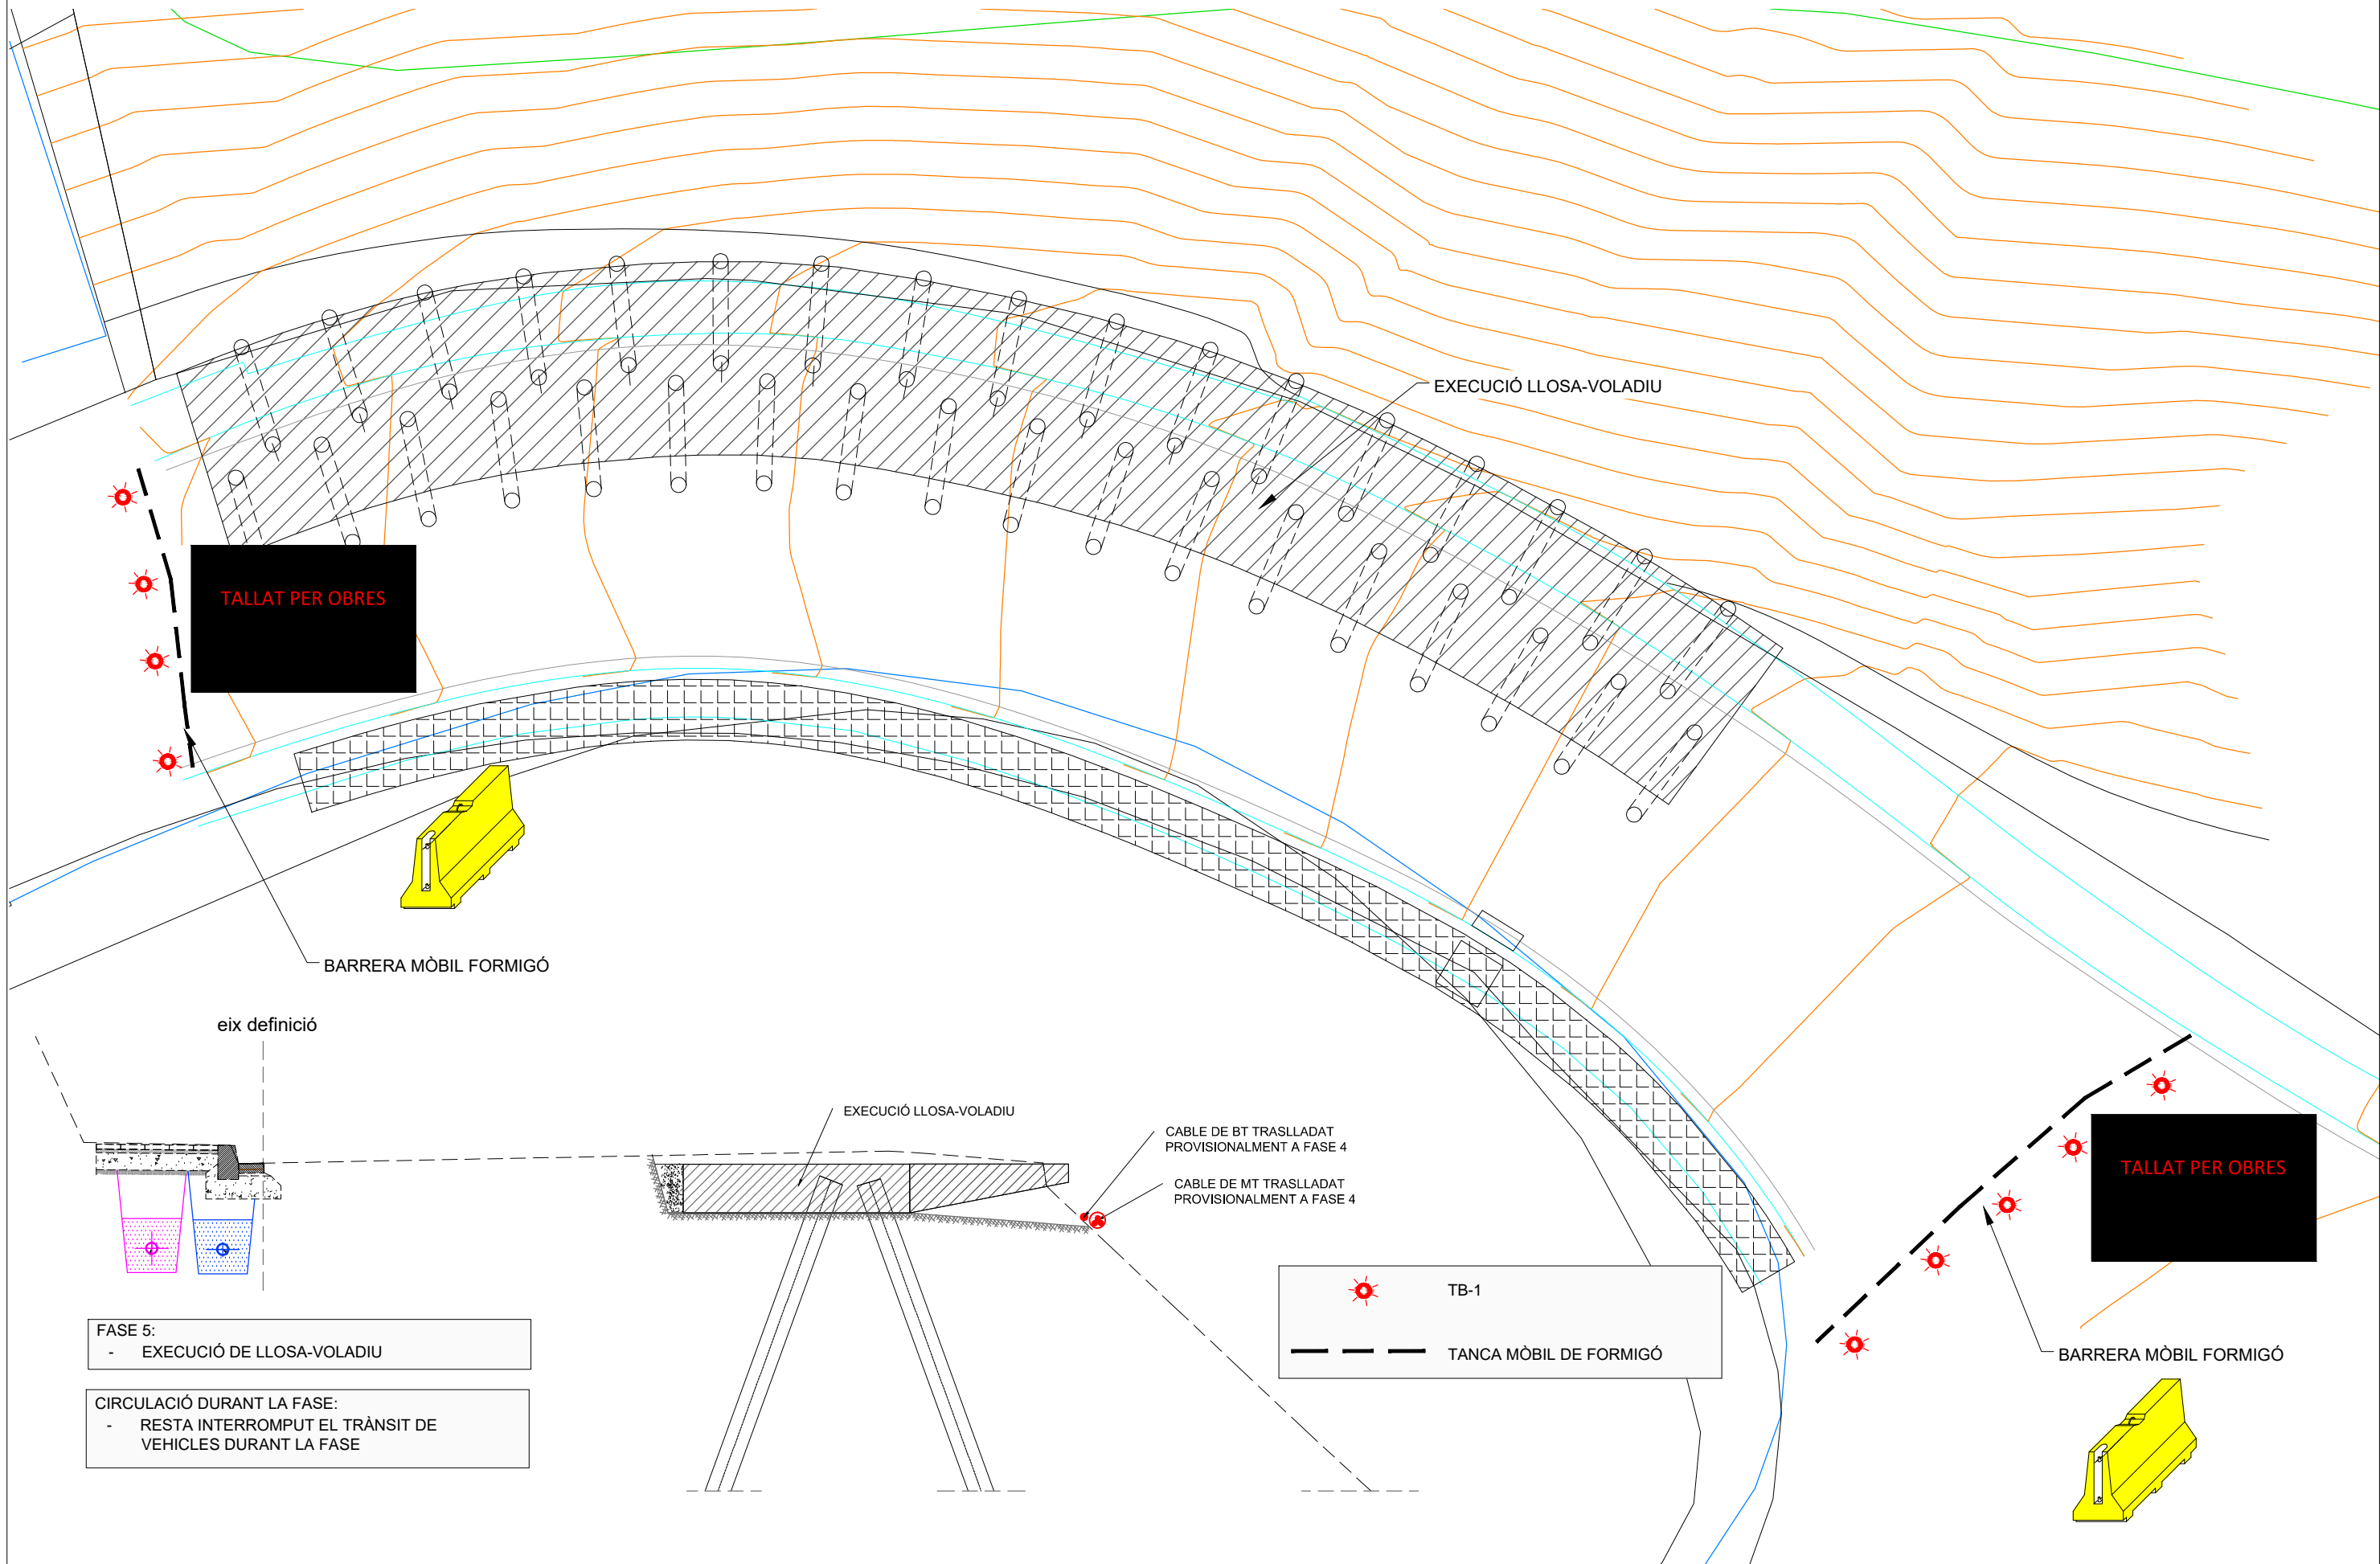 EXECUCIÓ LLOSA-VOLADIU
TALLAT PER OBRES
BARRERA MÒBIL FORMIGÓ
eix definició
EXECUCIÓ LLOSA-VOLADIU
CABLE DE BT TRASLLADAT
PROVISIONALMENT A FASE 4
CABLE DE MT TRASLLADAT
PROVISIONALMENT A FASE 4
TALLAT PER OBRES
TB-1
TANCA MÒBIL DE FORMIGÓ
BARRERA MÒBIL FORMIGÓ
FASE 5:
- EXECUCIÓ DE LLOSA-VOLADIU
CIRCULACIÓ DURANT LA FASE:
- RESTA INTERROMPUT EL TRÀNSIT DE
VEHICLES DURANT LA FASE